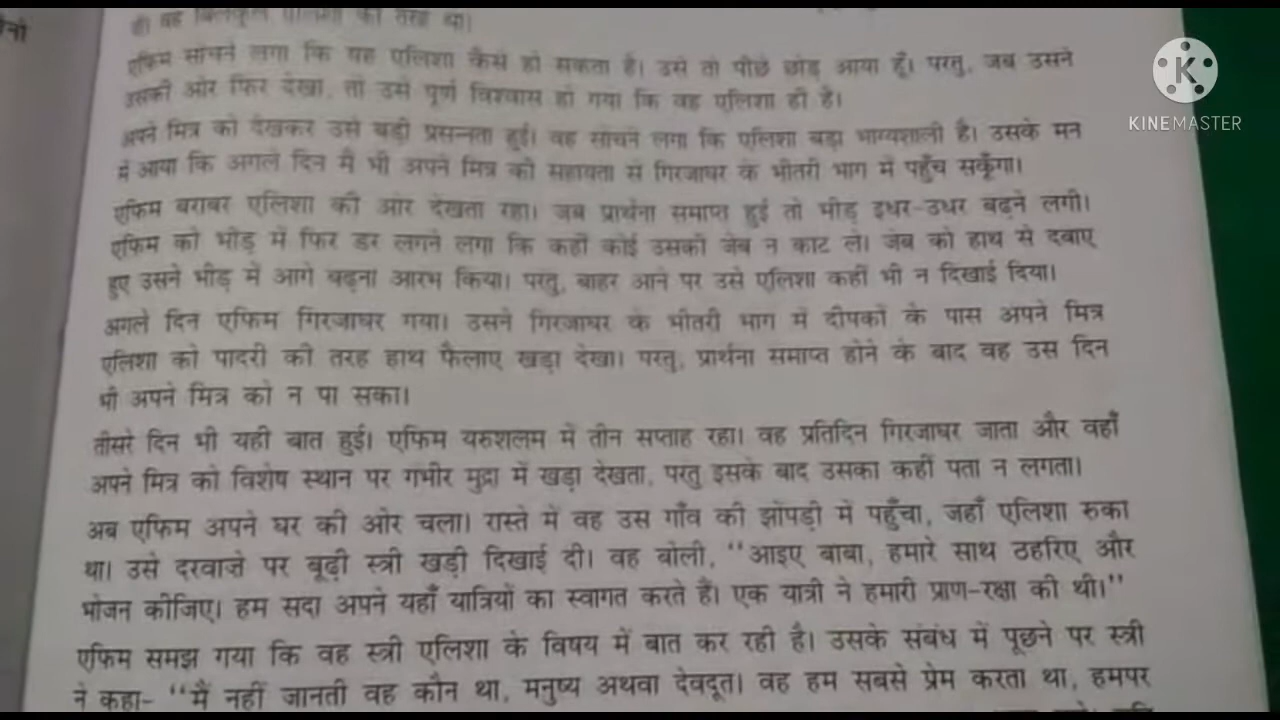 ही वह बिलकुल एलिशा की तरह था।
एफिम सोचने लगा कि यह एलिशा कैसे हो सकता है। उसे तो पीछे छोड़ आया हूँ। परंतु, जब उसने
उसकी ओर फिर देखा, तो उसे पूर्ण विश्वास हो गया कि वह एलिशा ही है।
अपने मित्र को देखकर उसे बड़ी प्रसन्नता हुई। वह सोचने लगा कि एलिशा बड़ा भाग्यशाली है। उसके मन
में आया कि अगले दिन मैं भी अपने मित्र की सहायता से गिरजाघर के भीतरी भाग में पहुँच सकूँगा।
एफिम बराबर एलिशा की ओर देखता रहा। जब प्रार्थना समाप्त हुई तो भीड़ इधर-उधर बढ़ने लगी।
एफिम को भीड़ में फिर डर लगने लगा कि कहीं कोई उसकी जेब न काट ले। जेब को हाथ से दबाए
हुए उसने भीड़ में आगे बढ़ना आरंभ किया। परंतु, बाहर आने पर उसे एलिशा कहीं भी न दिखाई दिया।
अगले दिन एफिम गिरजाघर गया। उसने गिरजाघर के भीतरी भाग में दीपकों के पास अपने मित्र
एलिशा को पादरी की तरह हाथ फैलाए खड़ा देखा। परंतु, प्रार्थना समाप्त होने के बाद वह उस दिन
भी अपने मित्र को न पा सका।
तीसरे दिन भी यही बात हुई। एफिम यरुशलम में तीन सप्ताह रहा। वह प्रतिदिन गिरजाघर जाता और वहाँ
अपने मित्र को विशेष स्थान पर गंभीर मुद्रा में खड़ा देखता, परंतु इसके बाद उसका कहीं पता न लगता।
अब एफिम अपने घर की ओर चला। रास्ते में वह उस गाँव की झोंपड़ी में पहुँचा, जहाँ एलिशा रुका
था। उसे दरवाज़े पर बूढ़ी स्त्री खड़ी दिखाई दी। वह बोली, "आइए बाबा, हमारे साथ ठहरिए और
भोजन कीजिए। हम सदा अपने यहाँ यात्रियों का स्वागत करते हैं। एक यात्री ने हमारी प्राण-रक्षा की थी।"
एफिम समझ गया कि वह स्त्री एलिशा के विषय में बात कर रही है। उसके संबंध में पूछने पर स्त्री
ने कहा- "मैं नहीं जानती वह कौन था, मनुष्य अथवा देवदूत। वह हम सबसे प्रेम करता था, हमपर
KINEMASTER